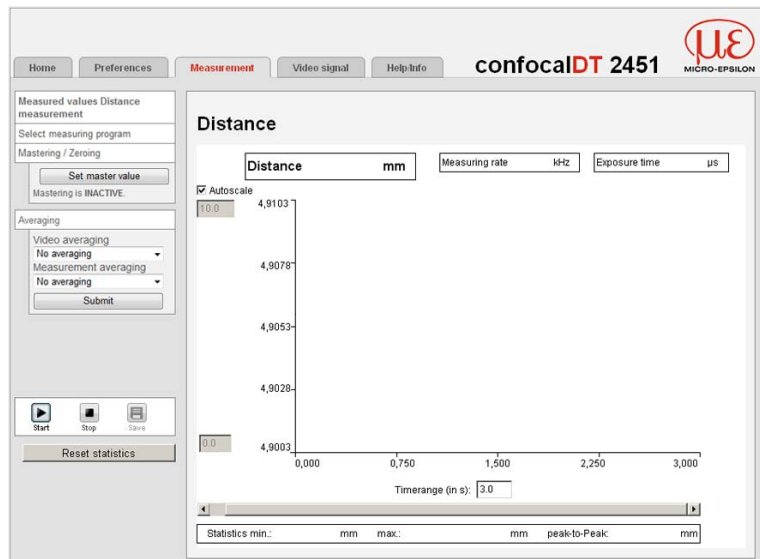 Home Preferences Measurement Video signal Help/Info confocalDT 2451 με MICRO-EPSILON
Measured values Distance
measurement
Select measuring program
Mastering / Zeroing
Set master value
Mastering is INACTIVE.
Averaging
Video averaging
No averaging
Measurement averaging
No averaging
Submit
Start Stop Save
Reset statistics
Distance
Distance mm Measuring rate kHz Exposure time µs
Autoscale
10.0 4,9103
4,9078
4,9053
4,9028
0.0 4,9003
0,000 0,750 1,500 2,250 3,000
Timerange (in s): 3.0
Statistics min.: mm max.: mm peak-to-Peak: mm